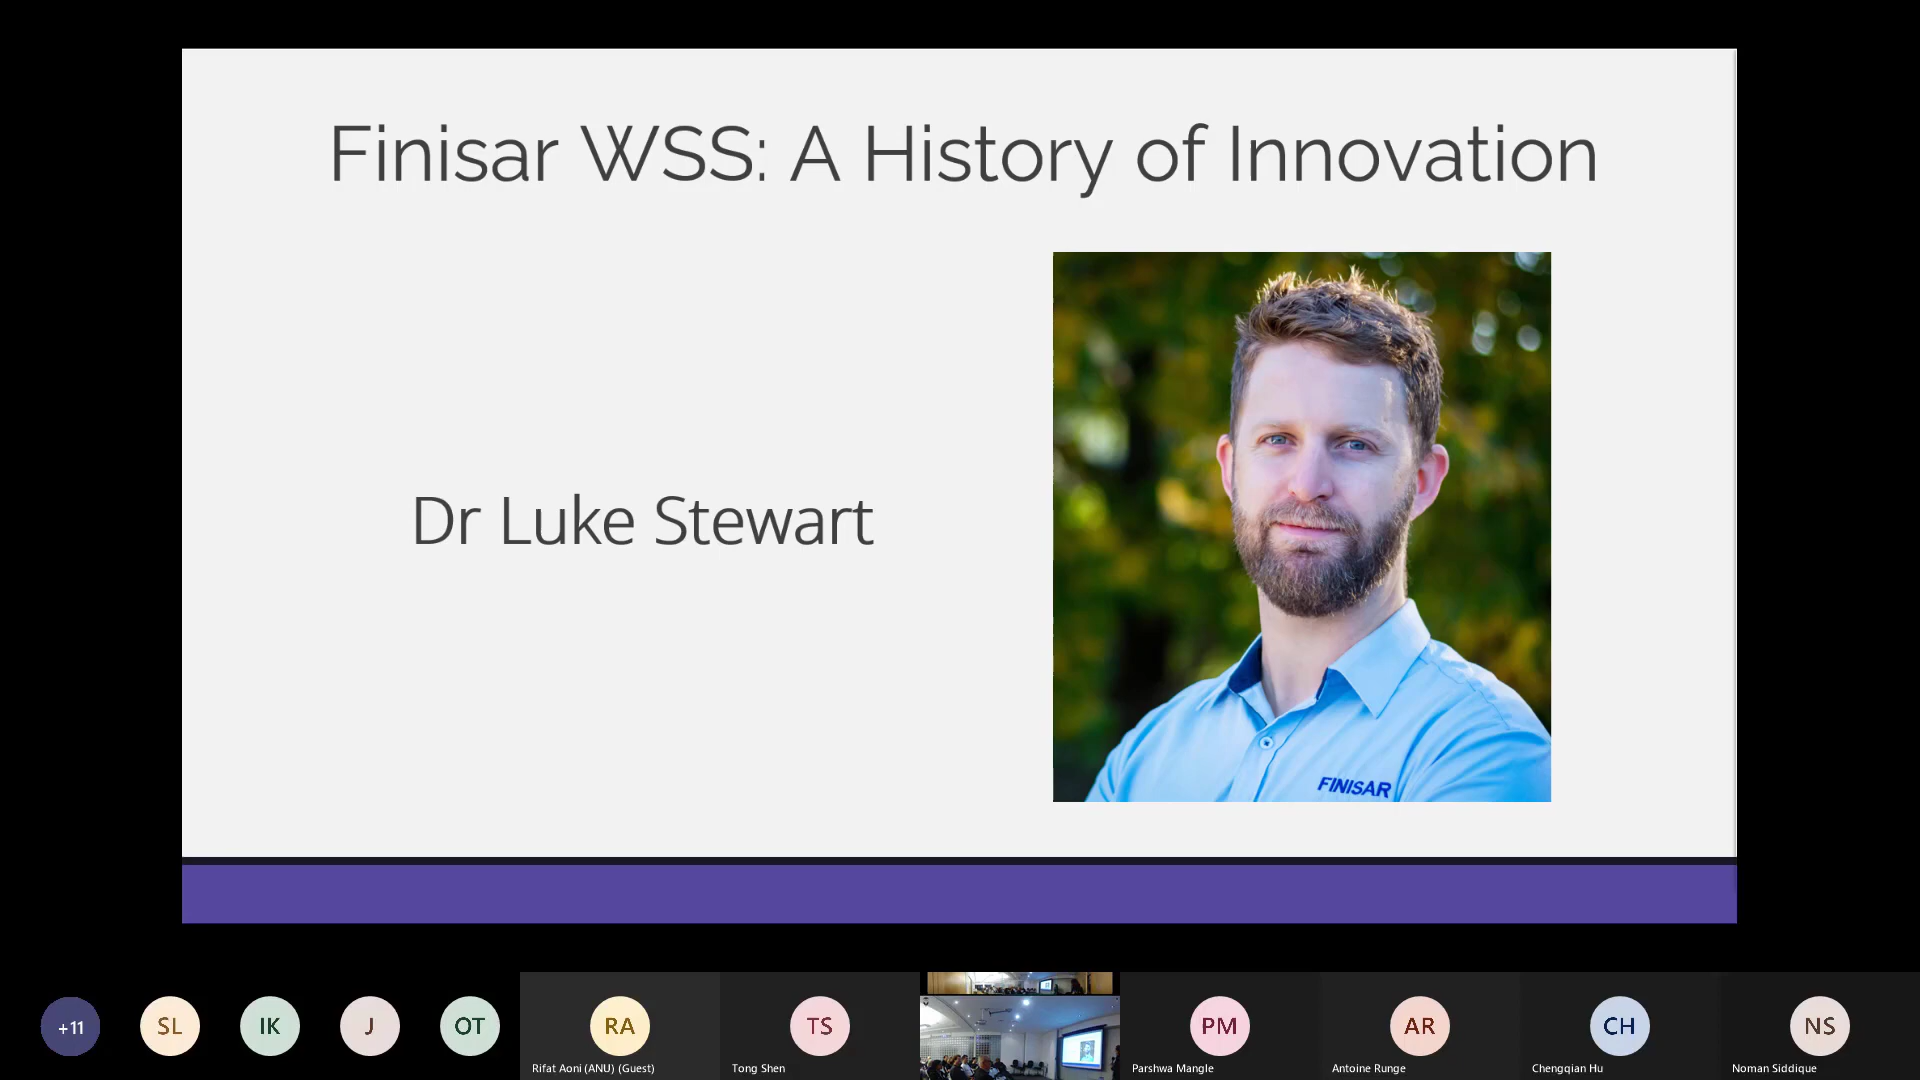 Finisar WSS: A History of Innovation
Dr Luke Stewart
FINISAR
+11
SL
IK
J
OT
RA
TS
PM
AR
CH
NS
Rifat Aoni (ANU) (Guest)
Tong Shen
Parshwa Mangle
Antoine Runge
Chengqian Hu
Noman Siddique